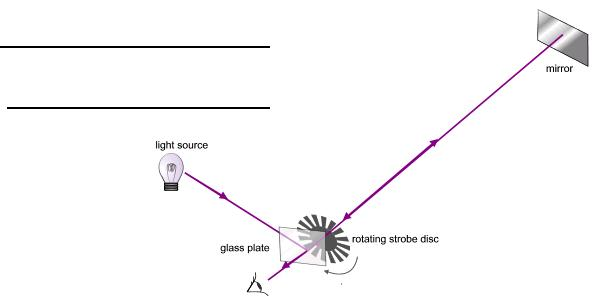 mirror
light source
rotating strobe disc
glass plate